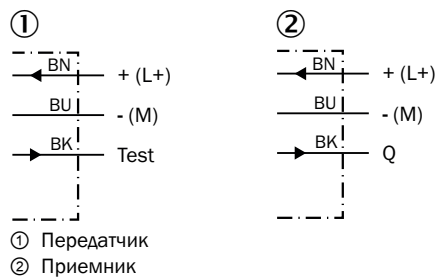 ① ②
BN + (L+) BN + (L+)
BU - (M) BU - (M)
BK Test BK Q
① Передатчик
② Приемник